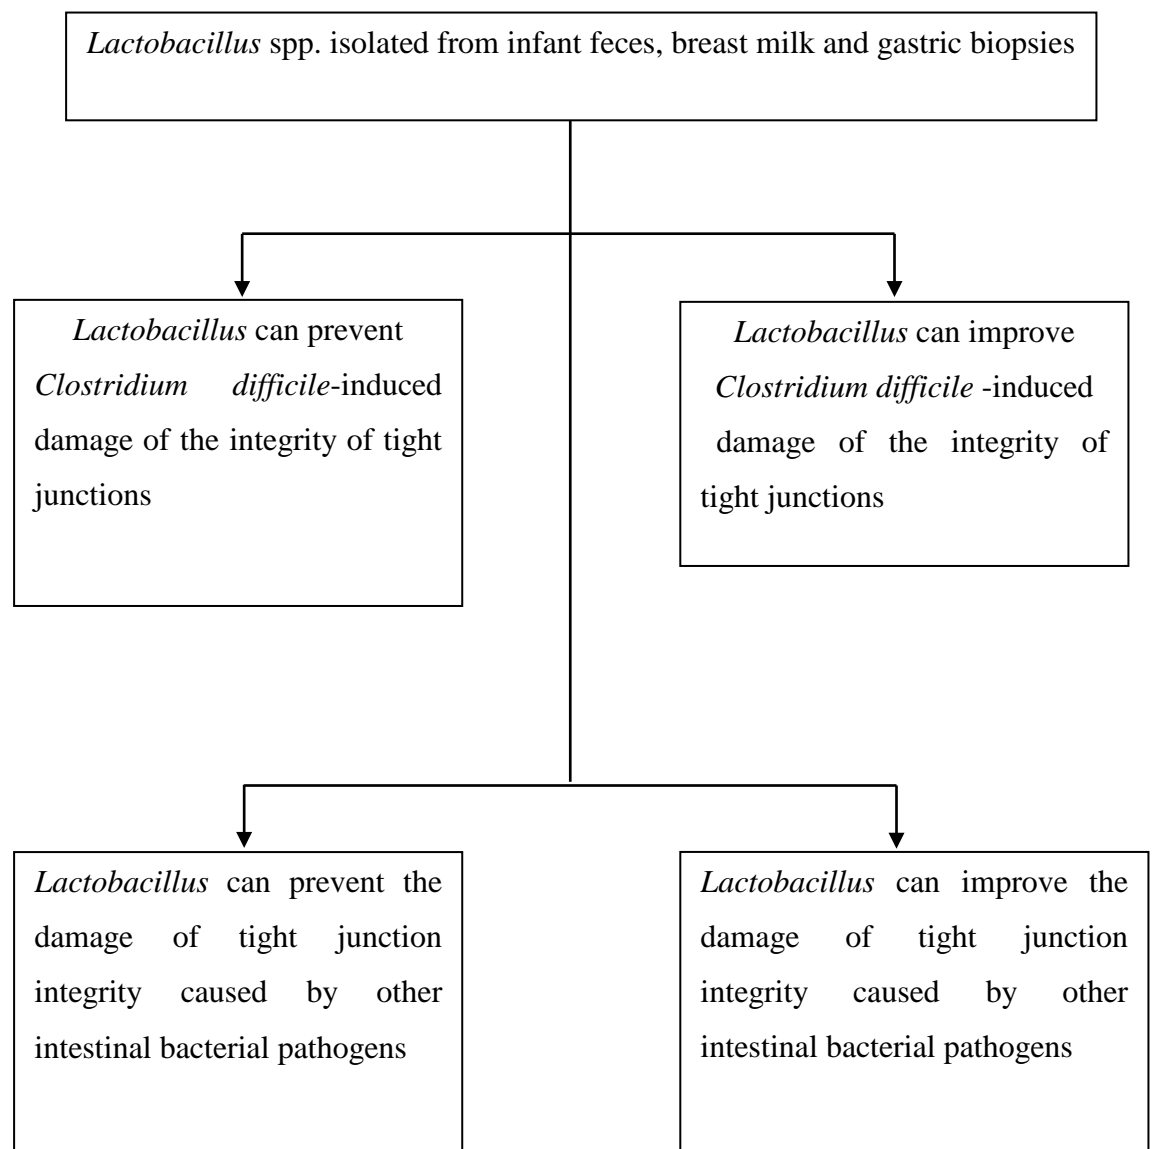 Lactobacillus spp. isolated from infant feces, breast milk and gastric biopsies
Lactobacillus can prevent
Clostridium difficile-induced
damage of the integrity of tight
junctions
Lactobacillus can improve
Clostridium difficile -induced
damage of the integrity of
tight junctions
Lactobacillus can prevent the
damage of tight junction
integrity caused by other
intestinal bacterial pathogens
Lactobacillus can improve the
damage of tight junction
integrity caused by other
intestinal bacterial pathogens